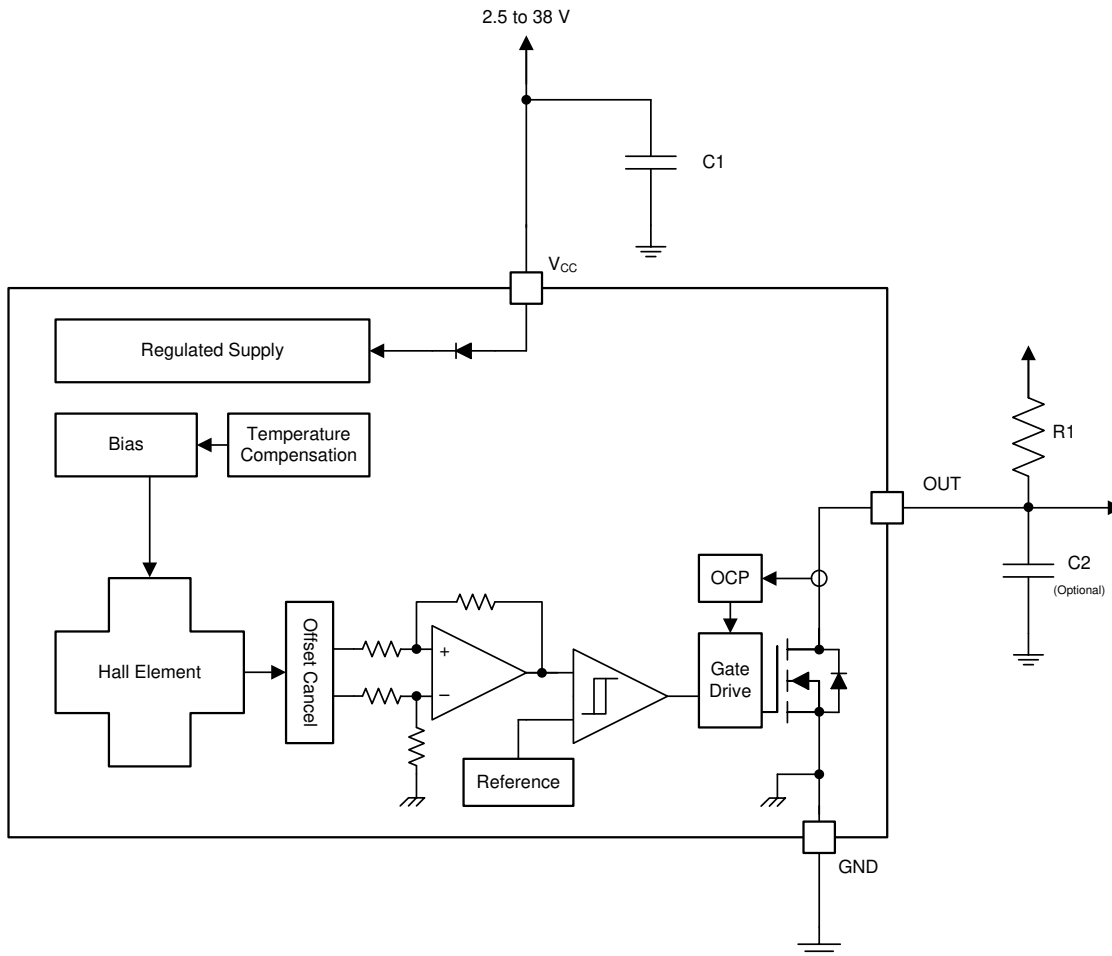 2.5 to 38 V
C1
VCC
Regulated Supply
Bias
Temperature
Compensation
R1
OUT
C2
(Optional)
OCP
Hall Element
Offset Cancel
+
−
Gate
Drive
Reference
GND